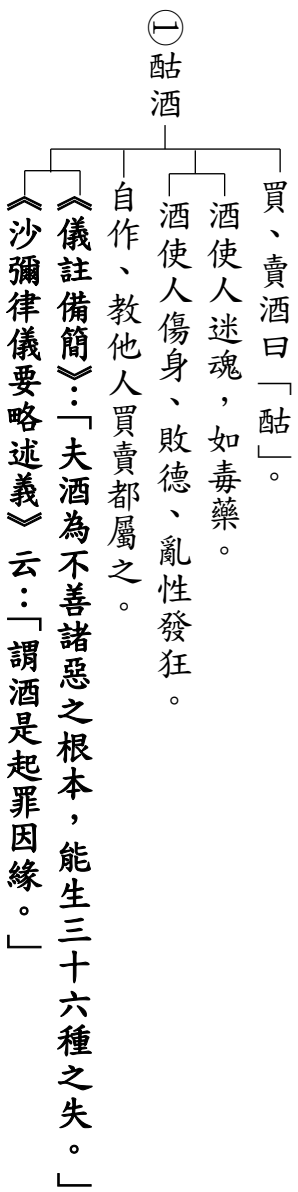 ㊀酤酒
買、賣酒曰「酤」。
酒使人迷魂，如毒藥。
酒使人傷身、敗德、亂性發狂。
自作、教他人買賣都屬之。
《儀註備簡》：「夫酒為不善諸惡之根本，能生三十六種之失。」
《沙彌律儀要略述義》云：「謂酒是起罪因緣。」